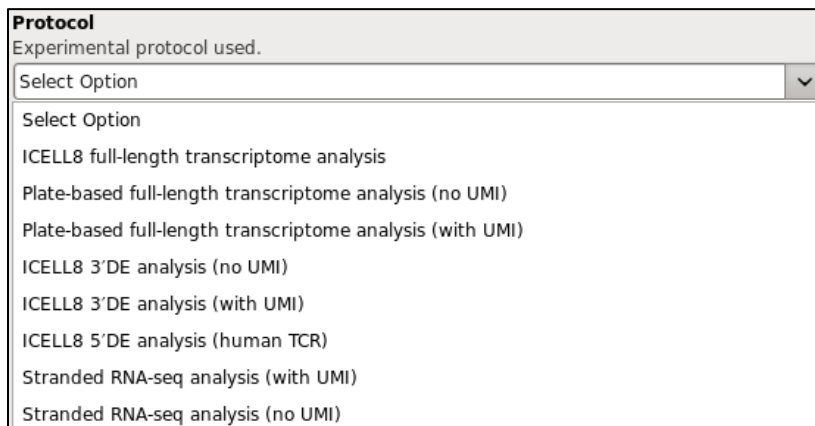 Protocol
Experimental protocol used.
Select Option
Select Option
ICELL8 full-length transcriptome analysis
Plate-based full-length transcriptome analysis (no UMI)
Plate-based full-length transcriptome analysis (with UMI)
ICELL8 3′DE analysis (no UMI)
ICELL8 3′DE analysis (with UMI)
ICELL8 5′DE analysis (human TCR)
Stranded RNA-seq analysis (with UMI)
Stranded RNA-seq analysis (no UMI)